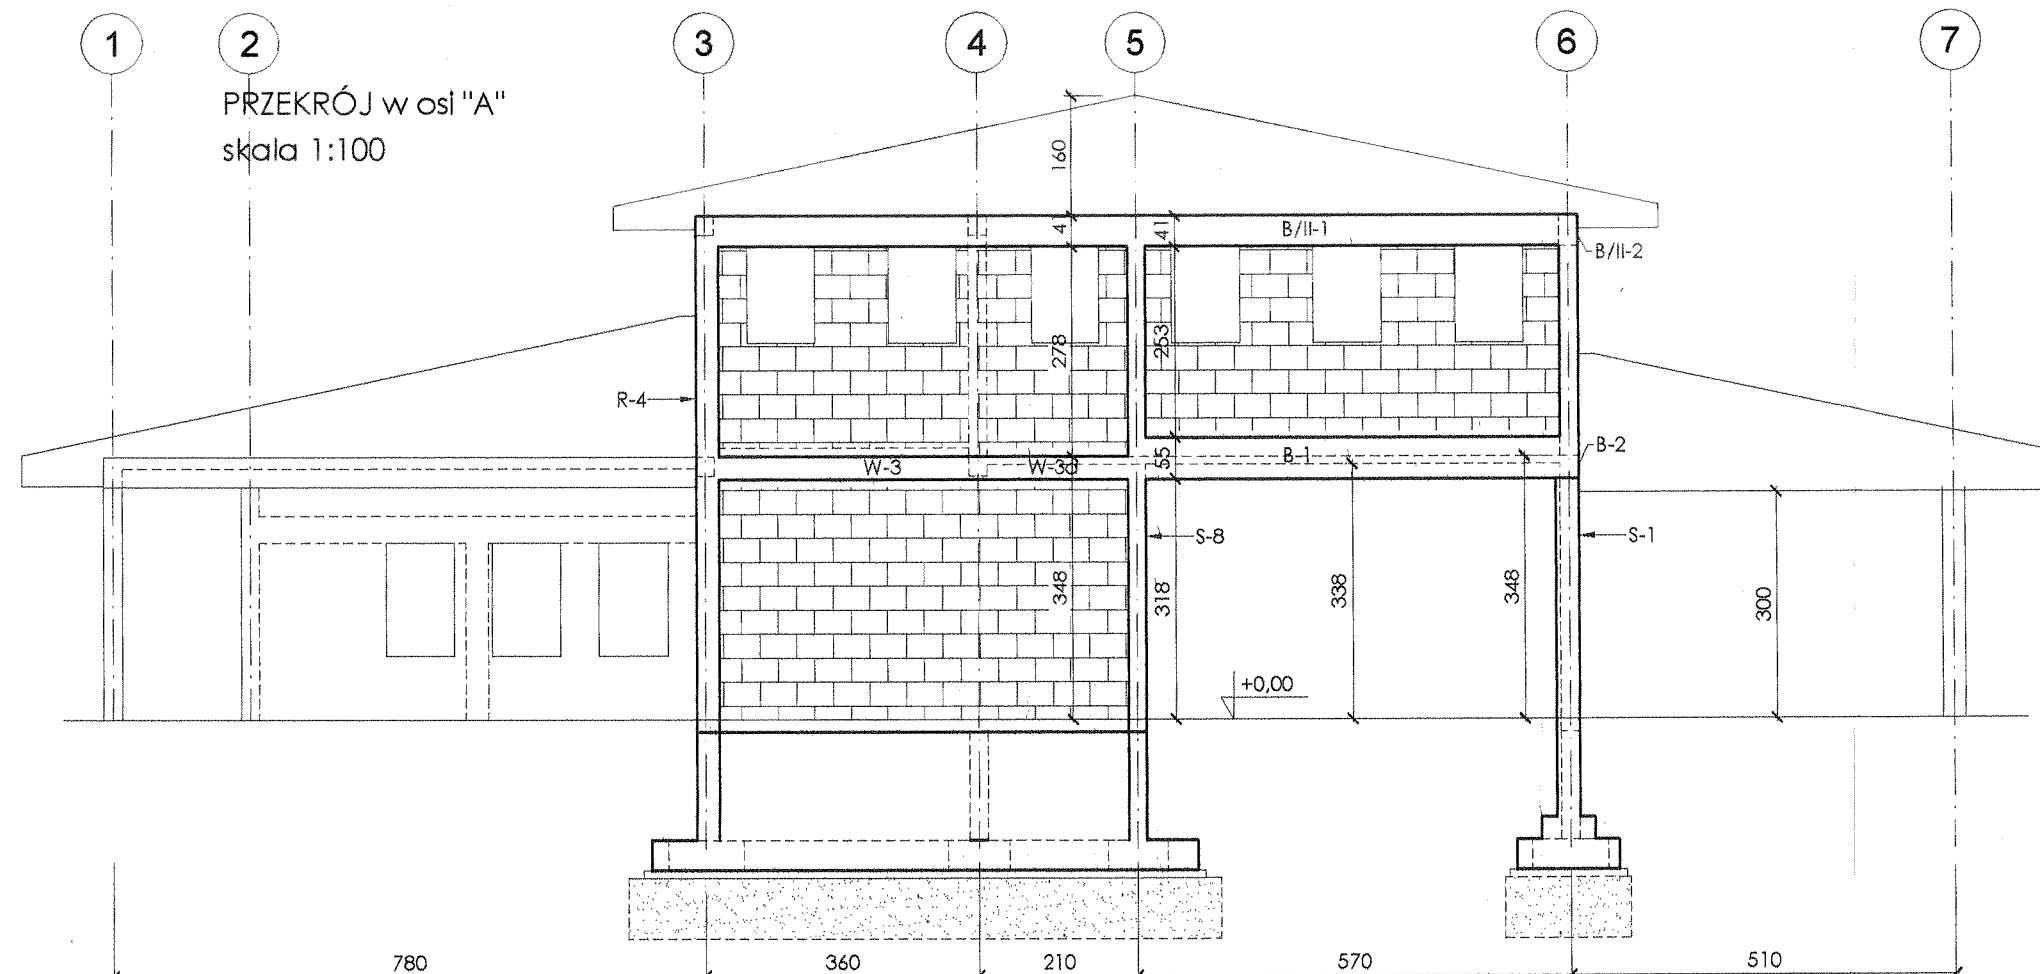 1 2 3 4 5 6 7
PRZEKRÓJ w osi "A"
skala 1:100
160
41 41 B/II-1
B/II-2
278 253
R-4
W-3 W-3a 55 B-1 B-2
S-8 S-1
348 318 338 348 300
+0,00
780 360 210 570 510